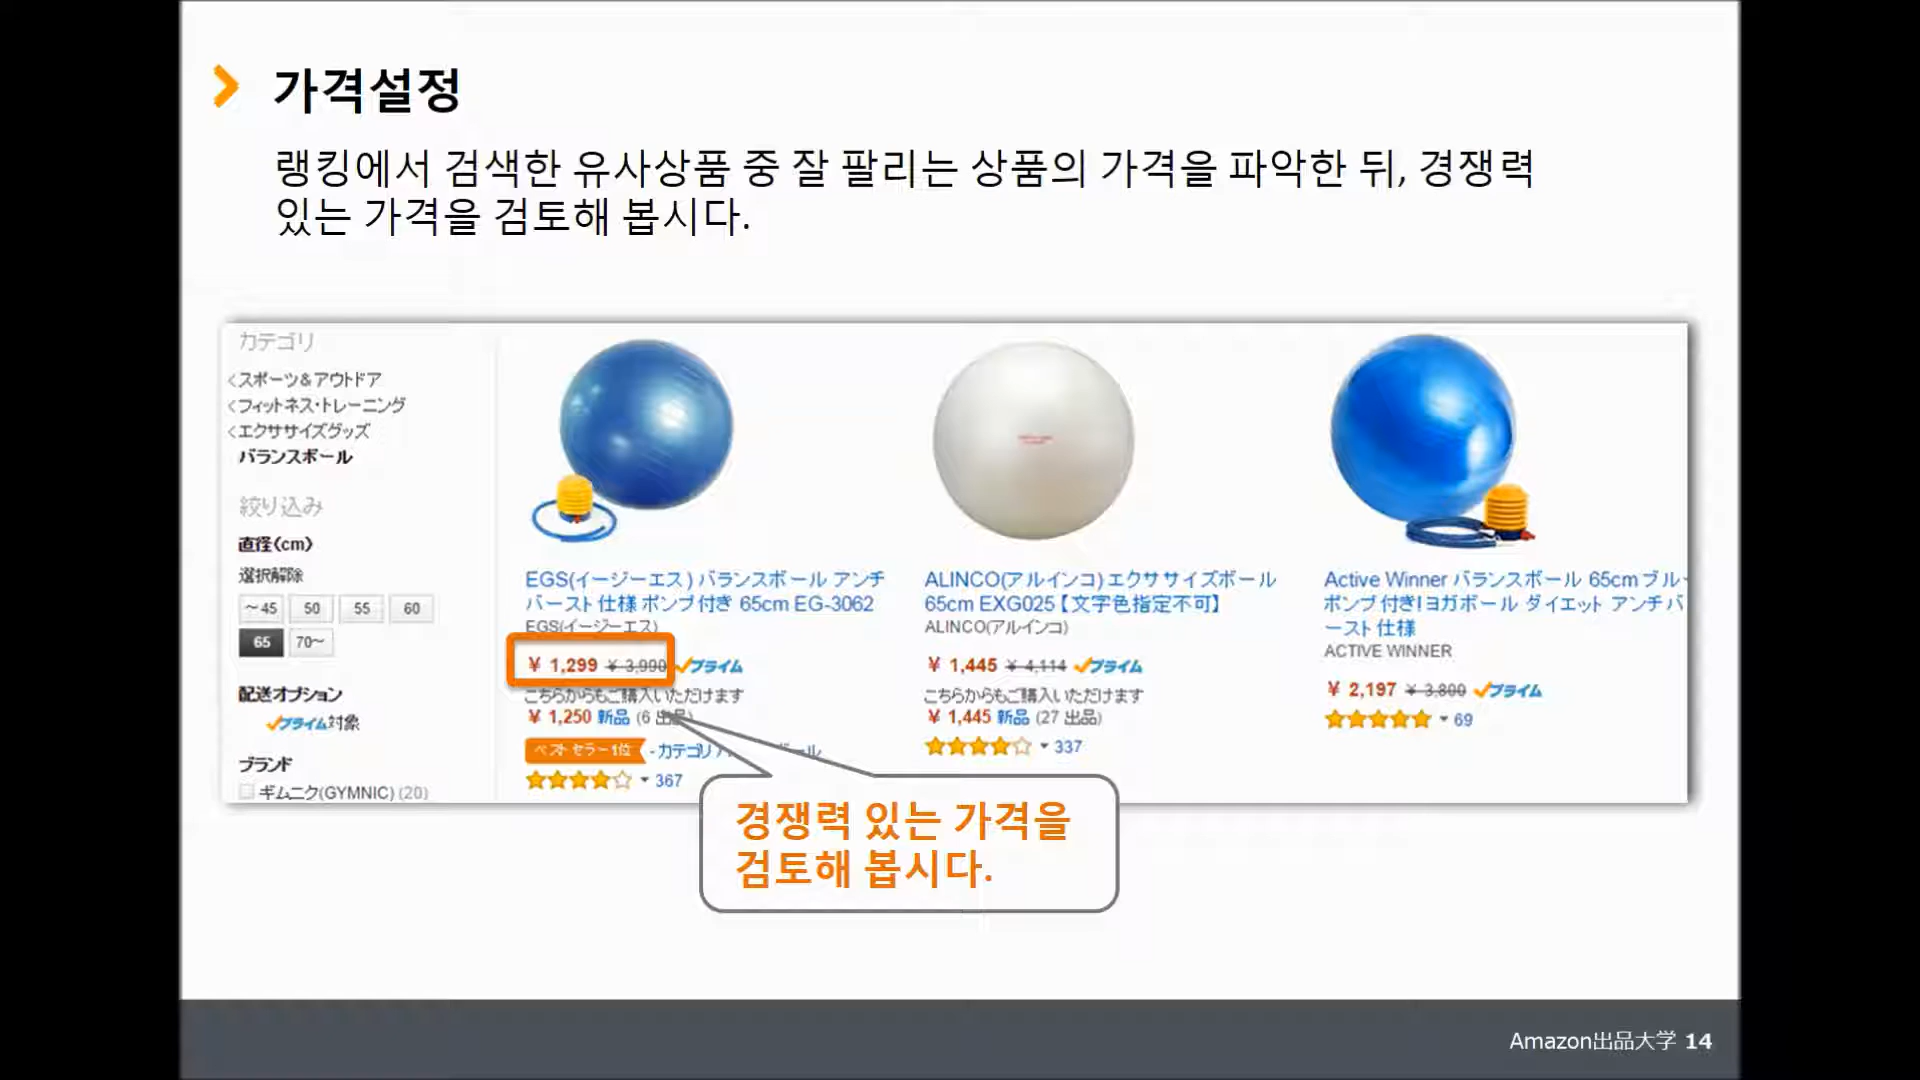 가격설정
랭킹에서 검색한 유사상품 중 잘 팔리는 상품의 가격을 파악한 뒤, 경쟁력
있는 가격을 검토해 봅시다.
カテゴリ
<スポーツ&アウトドア
<フィットネス・トレーニング
<エクササイズグッズ
バランスボール
絞り込み
直径(cm)
選択解除
~45 50 55 60
65 70~
配送オプション
プライム対象
ブランド
ギムニク(GYMNIC) (20)
EGS(イージーエス) バランスボール アンチ
バースト仕様 ポンプ付き 65cm EG-3062
EGS(イージーエス)
¥ 1,299 ¥ 3,990 プライム
こちらからもご購入いただけます
¥ 1,250 新品 (6 出品)
ベストセラー1位 - カテゴリ
367
ALINCO(アルインコ) エクササイズボール
65cm EXG025【文字色指定不可】
ALINCO(アルインコ)
¥ 1,445 ¥ 4,114 プライム
こちらからもご購入いただけます
¥ 1,445 新品 (27 出品)
337
Active Winner バランスボール 65cm ブルー
ポンプ付き!ヨガボール ダイエット アンチバ
ースト仕様
ACTIVE WINNER
¥ 2,197 ¥ 3,800 プライム
69
경쟁력 있는 가격을
검토해 봅시다.
Amazon出品大学 14